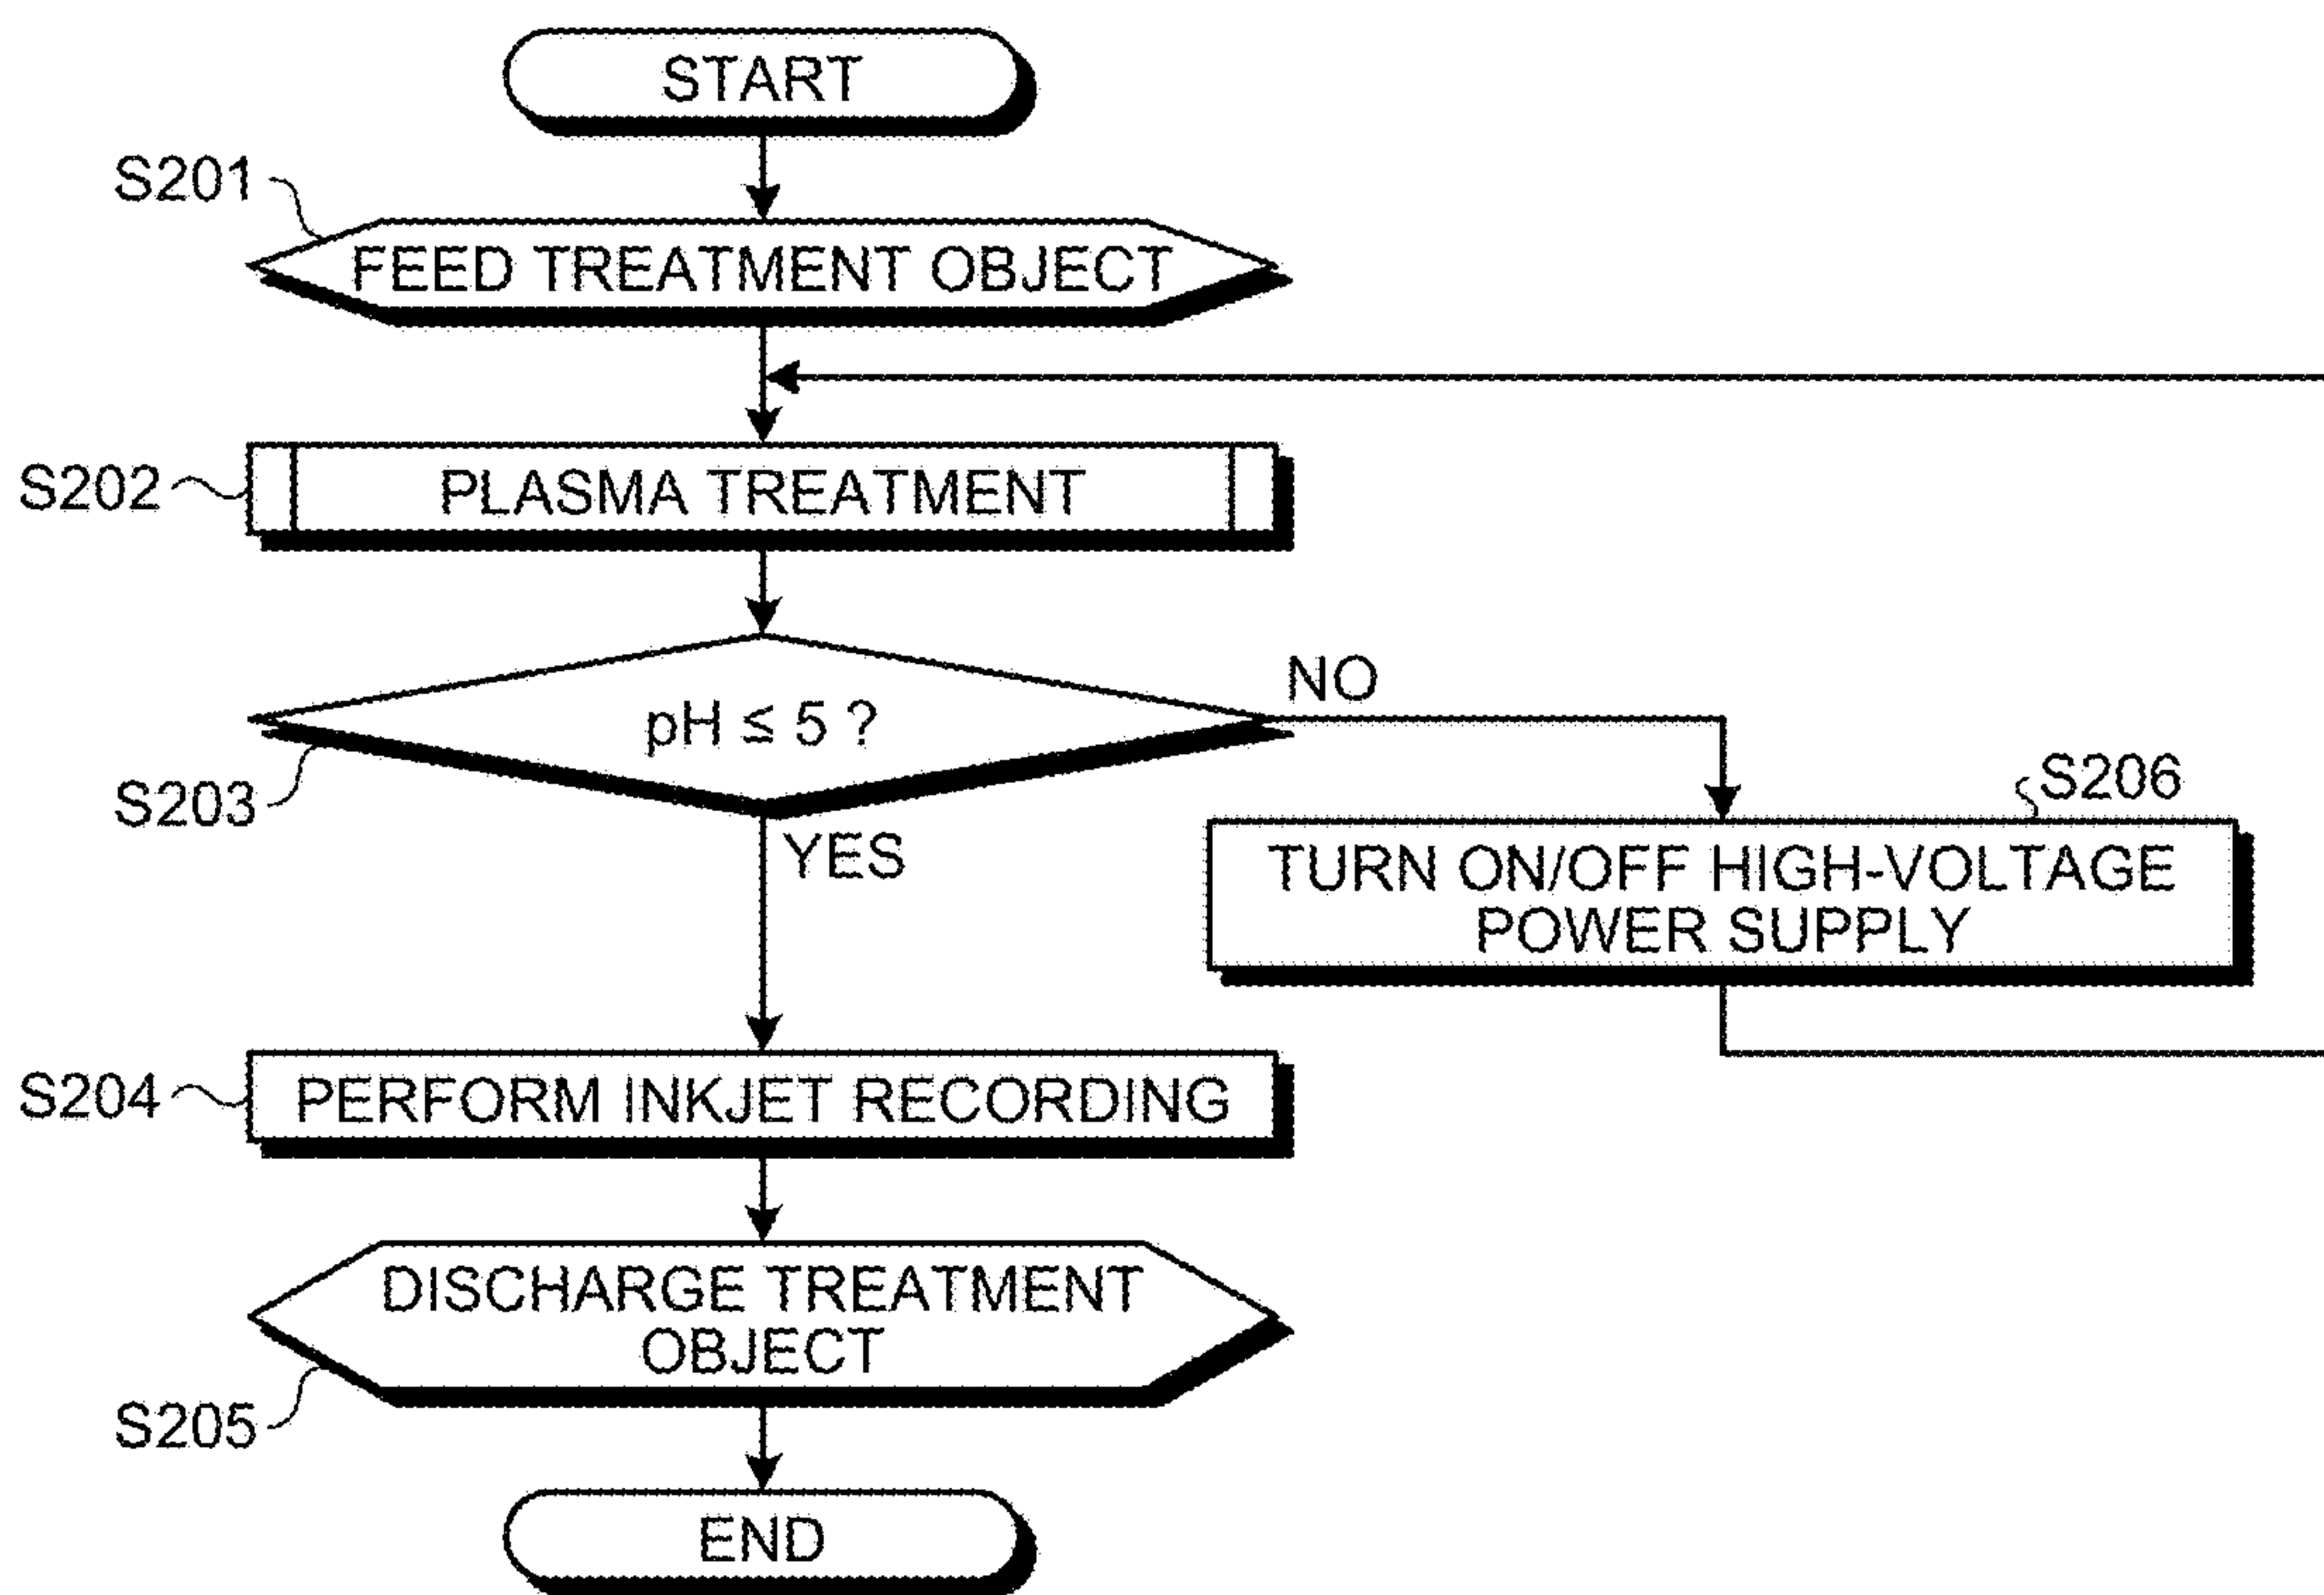 START
S201
FEED TREATMENT OBJECT
S202
PLASMA TREATMENT
pH ≤ 5 ?
NO
S203
YES
S206
TURN ON/OFF HIGH-VOLTAGE
POWER SUPPLY
S204
PERFORM INKJET RECORDING
DISCHARGE TREATMENT
OBJECT
S205
END